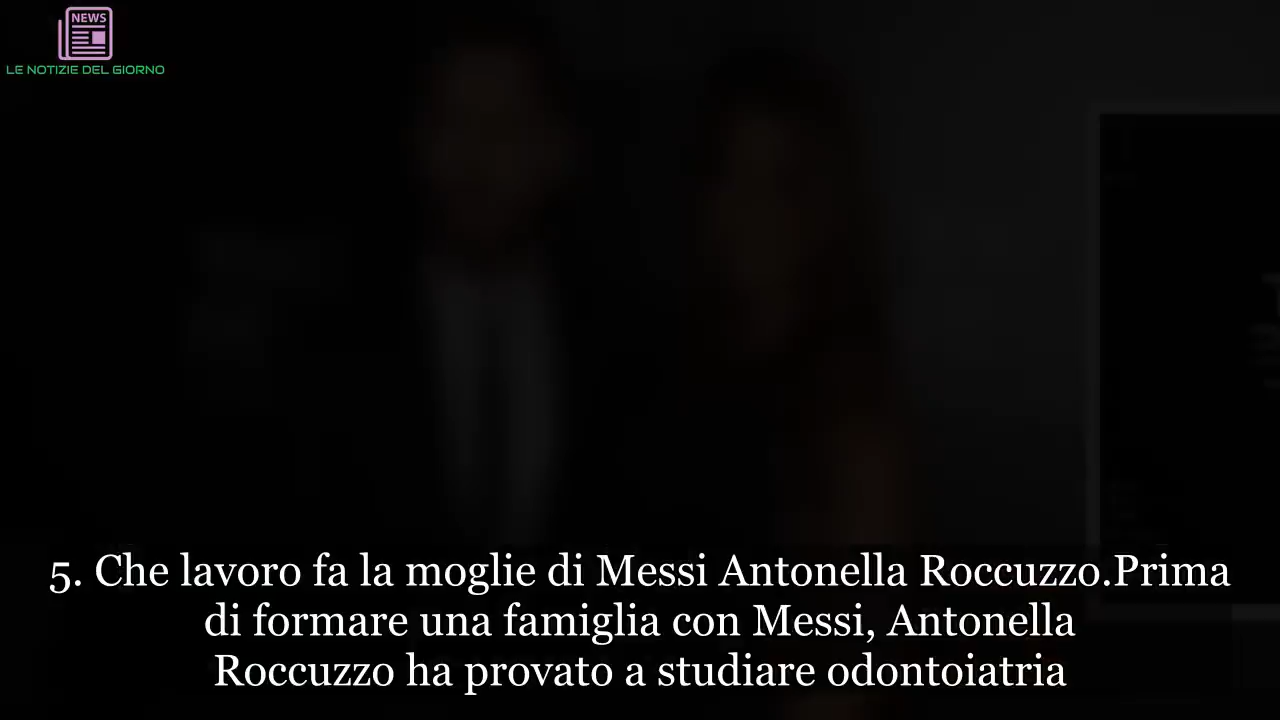 NEWS
LE NOTIZIE DEL GIORNO
5. Che lavoro fa la moglie di Messi Antonella Roccuzzo.Prima
di formare una famiglia con Messi, Antonella
Roccuzzo ha provato a studiare odontoiatria